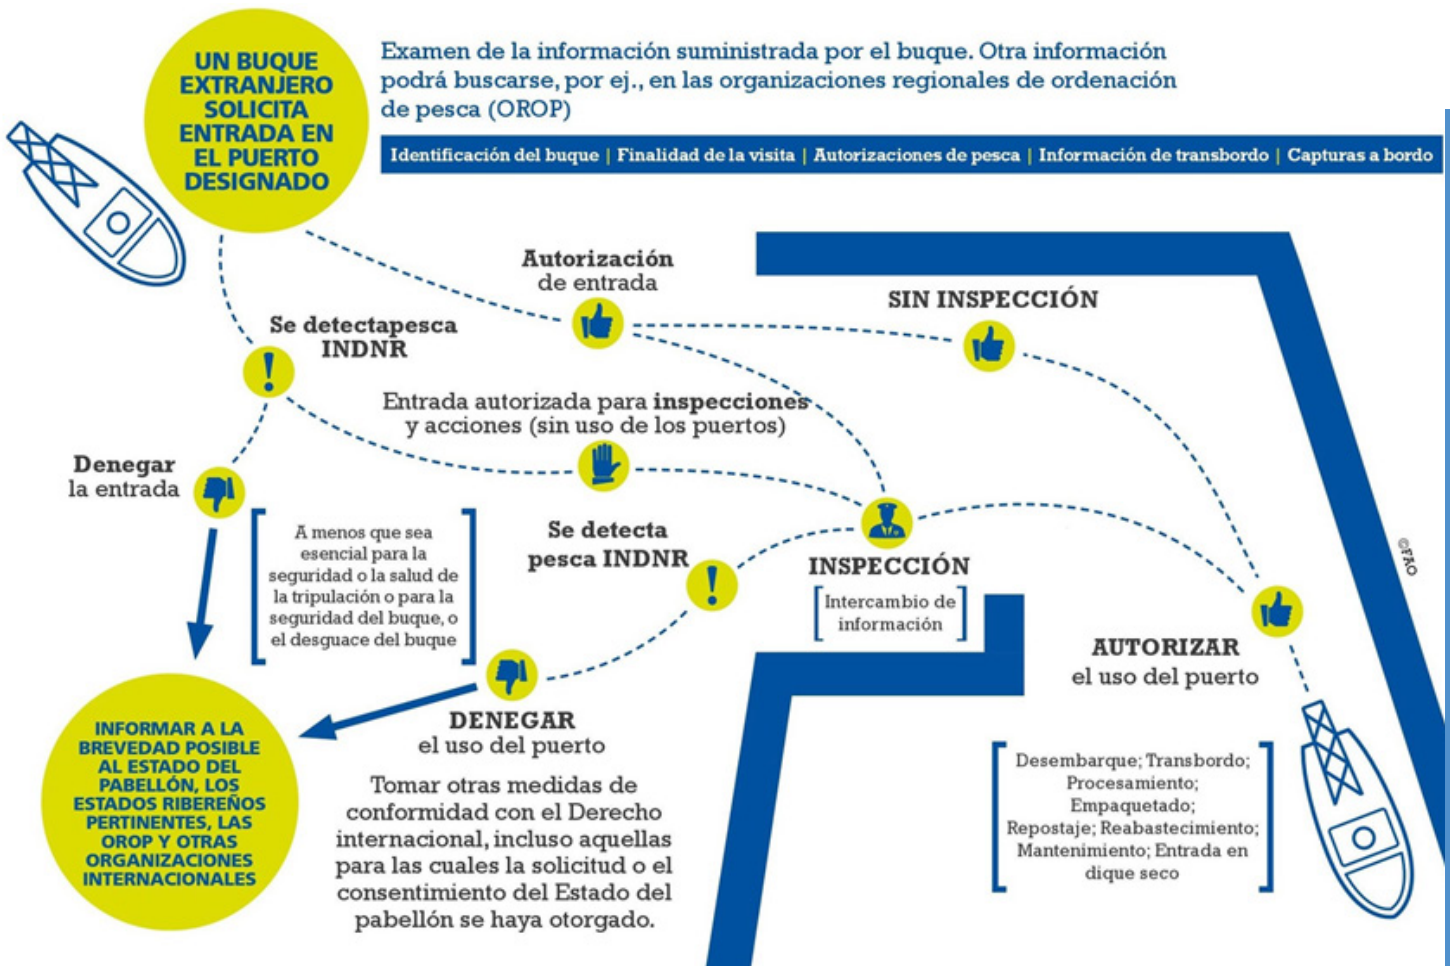 UN BUQUE
EXTRANJERO
SOLICITA
ENTRADA EN
EL PUERTO
DESIGNADO
Examen de la información suministrada por el buque. Otra información
podrá buscarse, por ej., en las organizaciones regionales de ordenación
de pesca (OROP)
Identificación del buque | Finalidad de la visita | Autorizaciones de pesca | Información de transbordo | Capturas a bordo
Autorización
de entrada
SIN INSPECCIÓN
Se detectapesca
INDNR
!
Entrada autorizada para inspecciones
y acciones (sin uso de los puertos)
Denegar
la entrada
A menos que sea
esencial para la
seguridad o la salud de
la tripulación o para la
seguridad del buque, o
el desguace del buque
Se detecta
pesca INDNR
!
INSPECCIÓN
Intercambio de
información
©FAO
AUTORIZAR
el uso del puerto
Desembarque; Transbordo;
Procesamiento;
Empaquetado;
Repostaje; Reabastecimiento;
Mantenimiento; Entrada en
dique seco
DENEGAR
el uso del puerto
Tomar otras medidas de
conformidad con el Derecho
internacional, incluso aquellas
para las cuales la solicitud o el
consentimiento del Estado del
pabellón se haya otorgado.
INFORMAR A LA
BREVEDAD POSIBLE
AL ESTADO DEL
PABELLÓN, LOS
ESTADOS RIBEREÑOS
PERTINENTES, LAS
OROP Y OTRAS
ORGANIZACIONES
INTERNACIONALES